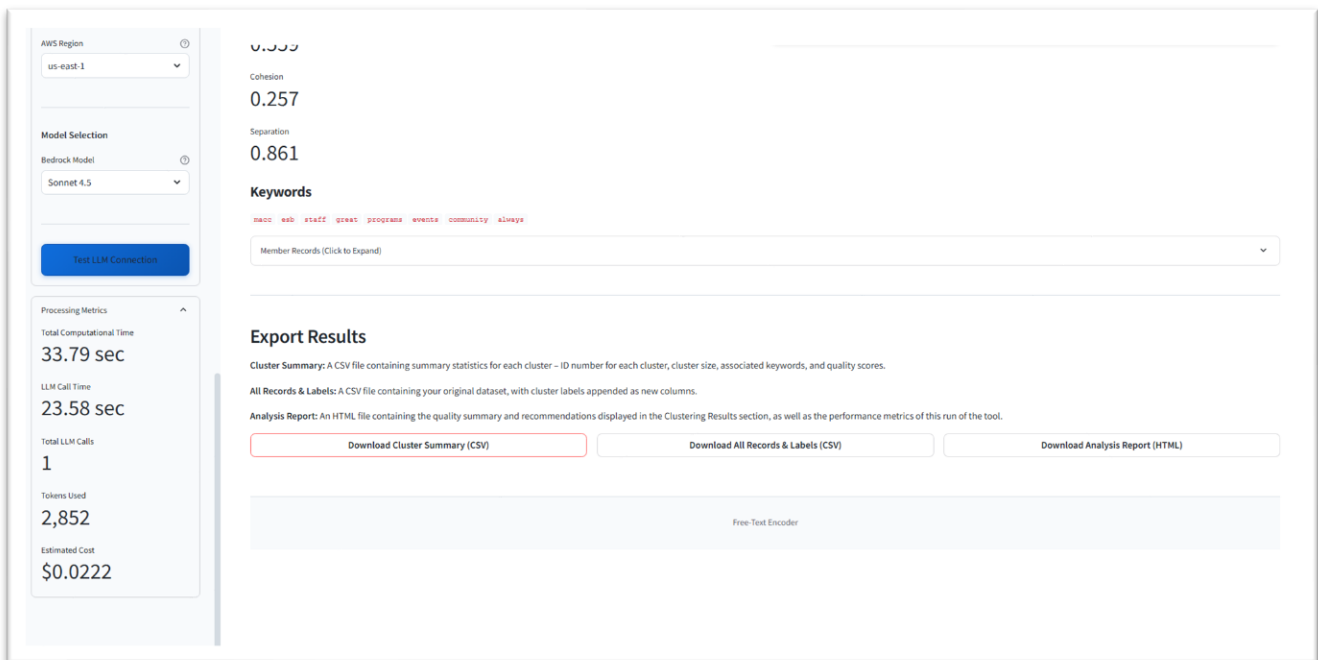 AWS Region
us-east-1
Model Selection
Bedrock Model
Sonnet 4.5
Test LLM Connection
Processing Metrics
Total Computational Time
33.79 sec
LLM Call Time
23.58 sec
Total LLM Calls
1
Tokens Used
2,852
Estimated Cost
$0.0222
Cohesion
0.257
Separation
0.861
Keywords
macc esb staff great programs events community always
Member Records (Click to Expand)
Export Results
Cluster Summary: A CSV file containing summary statistics for each cluster – ID number for each cluster, cluster size, associated keywords, and quality scores.
All Records & Labels: A CSV file containing your original dataset, with cluster labels appended as new columns.
Analysis Report: An HTML file containing the quality summary and recommendations displayed in the Clustering Results section, as well as the performance metrics of this run of the tool.
Download Cluster Summary (CSV)
Download All Records & Labels (CSV)
Download Analysis Report (HTML)
Free-Text Encoder